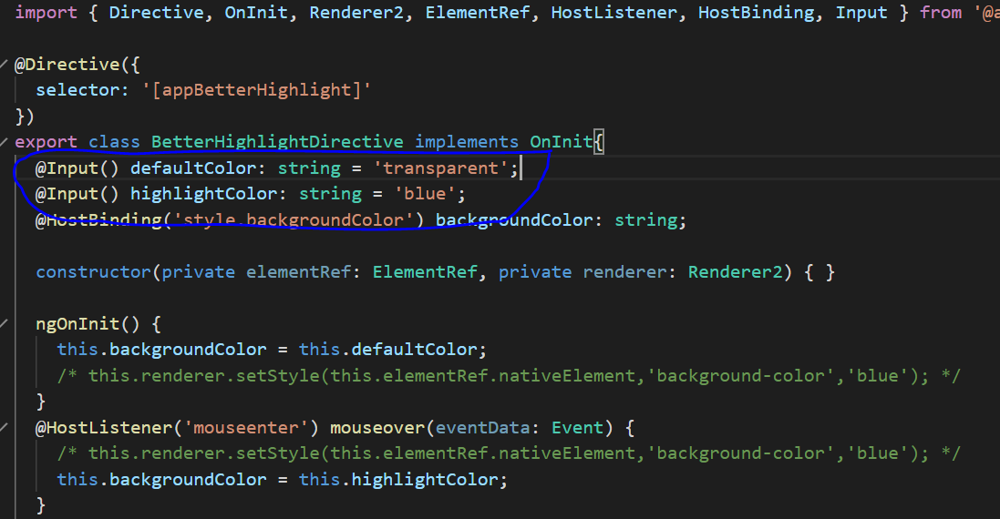 import { Directive, OnInit, Renderer2, ElementRef, HostListener, HostBinding, Input } from '@a
@Directive({
selector: '[appBetterHighlight]'
})
export class BetterHighlightDirective implements OnInit{
@Input() defaultColor: string = 'transparent';
@Input() highlightColor: string = 'blue';
@HostBinding('style.backgroundColor') backgroundColor: string;
constructor(private elementRef: ElementRef, private renderer: Renderer2) { }
ngOnInit() {
this.backgroundColor = this.defaultColor;
/* this.renderer.setStyle(this.elementRef.nativeElement,'background-color','blue'); */
}
@HostListener('mouseenter') mouseover(eventData: Event) {
/* this.renderer.setStyle(this.elementRef.nativeElement,'background-color','blue'); */
this.backgroundColor = this.highlightColor;
}